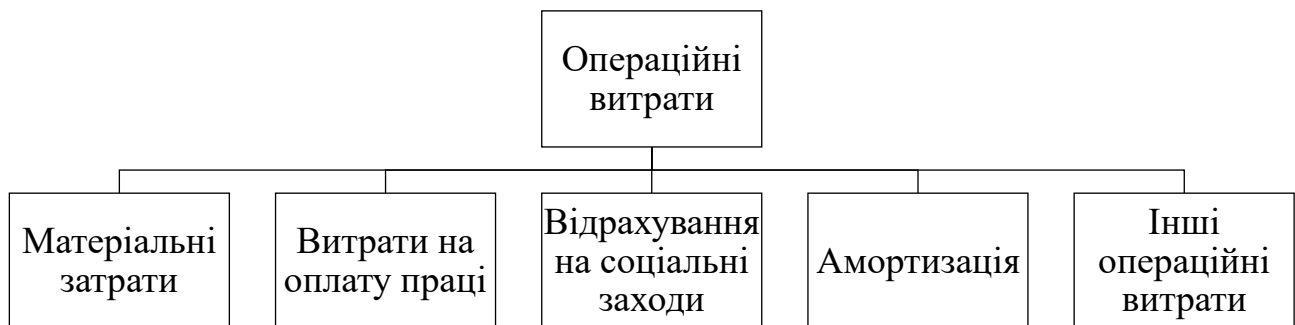 Операційні
витрати
Матеріальні
затрати
Витрати на
оплату праці
Відрахування
на соціальні
заходи
Амортизація
Інші
операційні
витрати